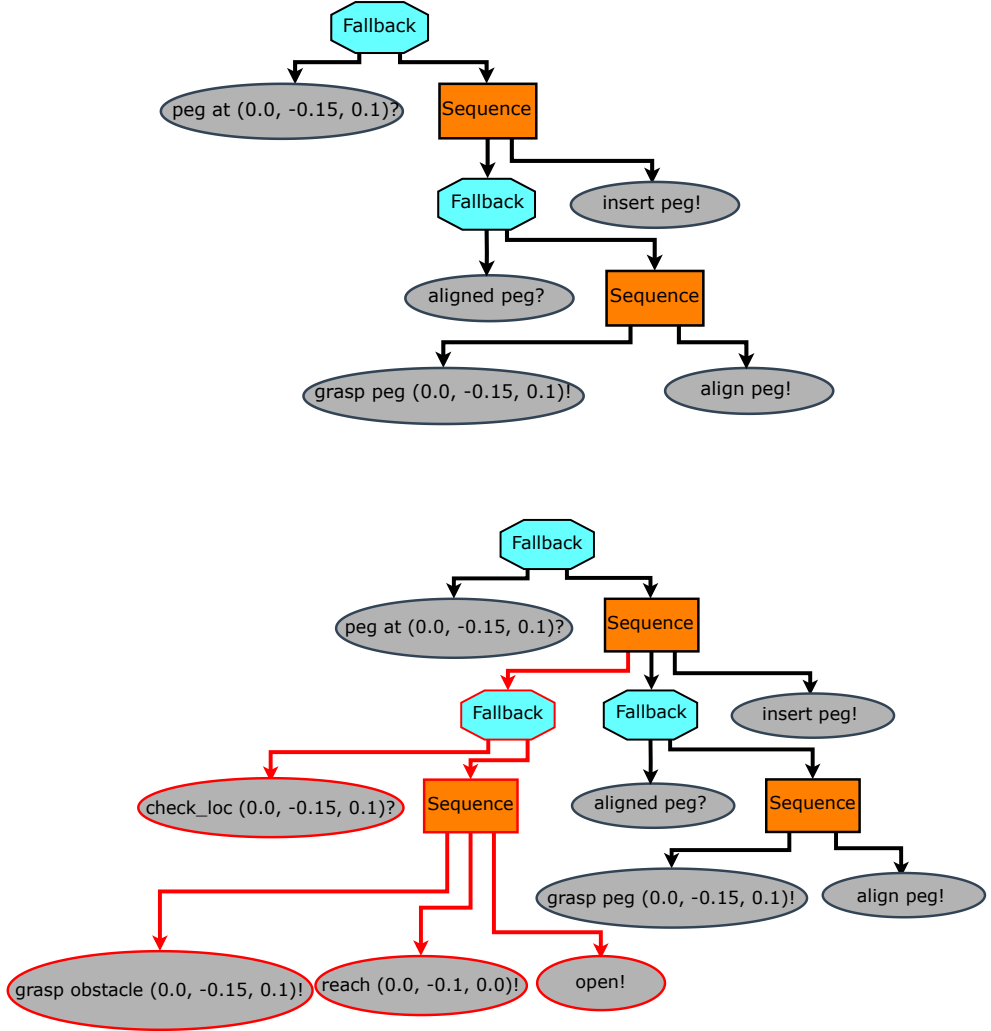 Fallback
peg at (0.0, -0.15, 0.1)?
Sequence
Fallback
insert peg!
aligned peg?
Sequence
grasp peg (0.0, -0.15, 0.1)!
align peg!
Fallback
peg at (0.0, -0.15, 0.1)?
Sequence
Fallback
Fallback
insert peg!
check_loc (0.0, -0.15, 0.1)?
Sequence
aligned peg?
Sequence
grasp peg (0.0, -0.15, 0.1)!
align peg!
grasp obstacle (0.0, -0.15, 0.1)!
reach (0.0, -0.1, 0.0)!
open!